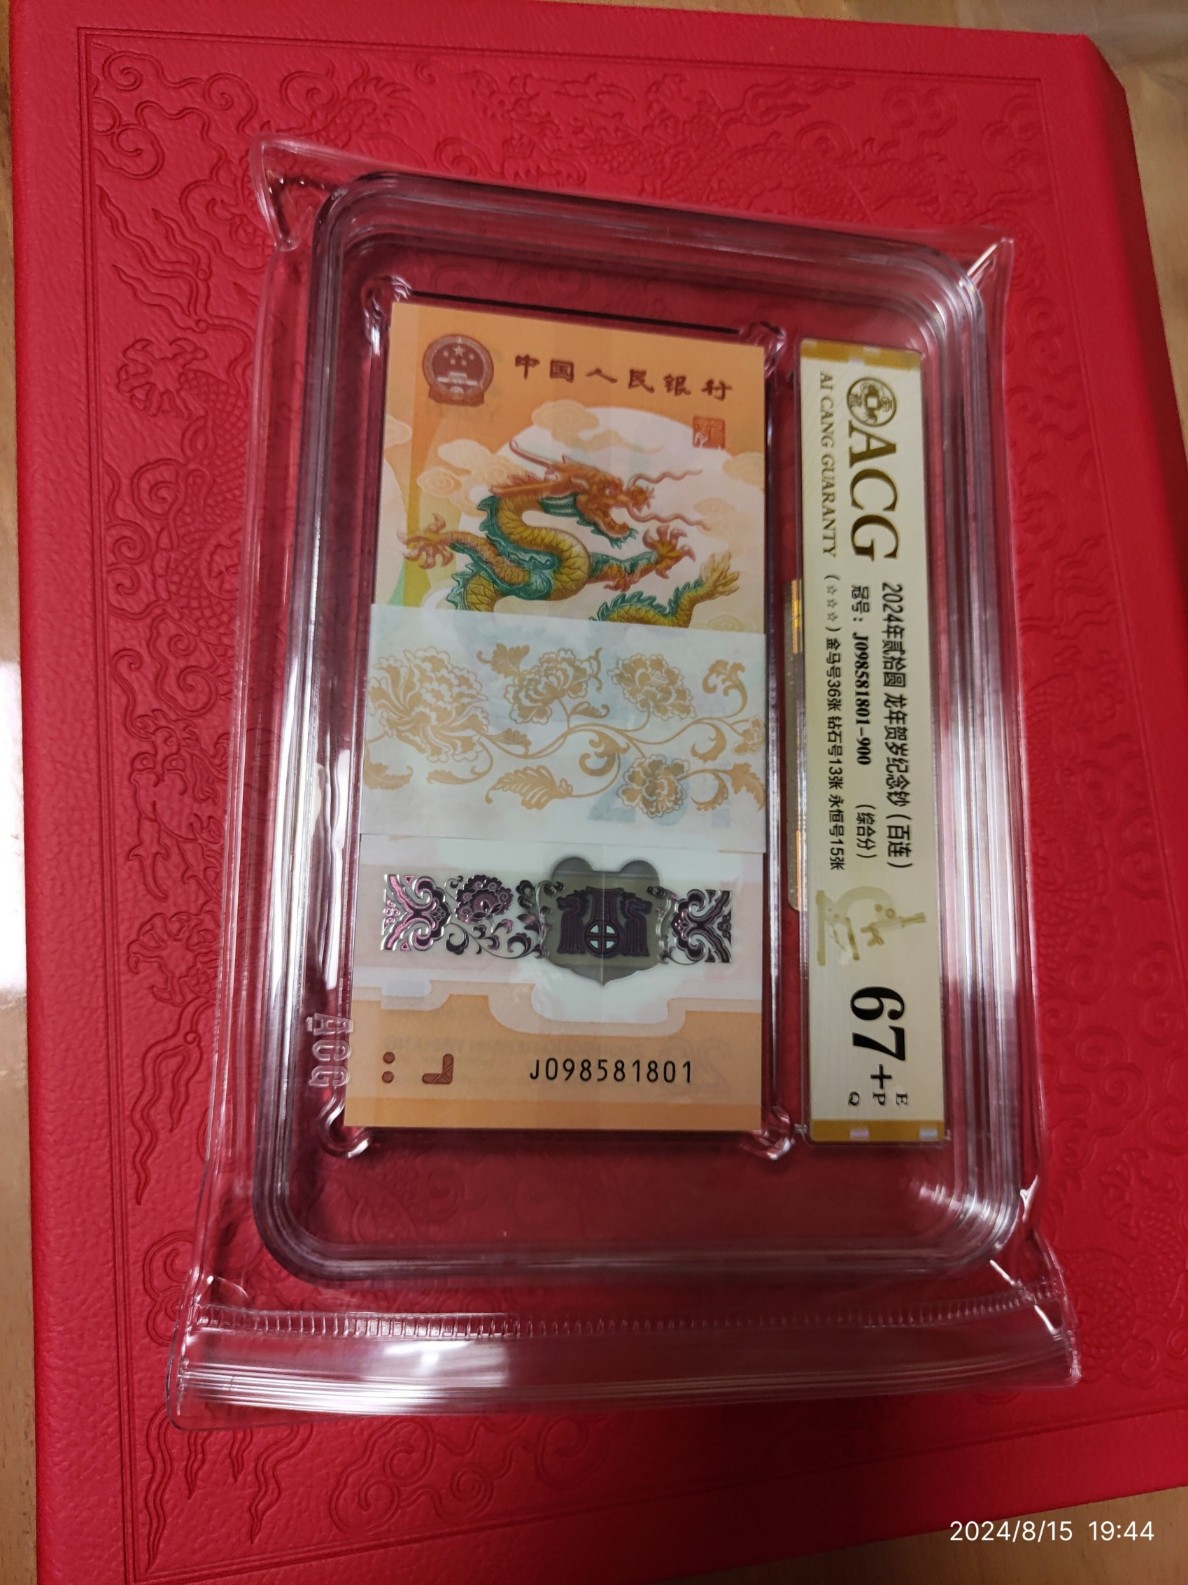 中国人民银行
J098581801
ACG
ACG
AI CANG GUARANTY
2024年贰拾圆 龙年贺岁纪念钞（百连）
冠号：J098581801-900 （综合分）
（☆☆☆）金马号36张 钻石号13张 永恒号15张
67+
E
P
Q
2024/8/15 19:44